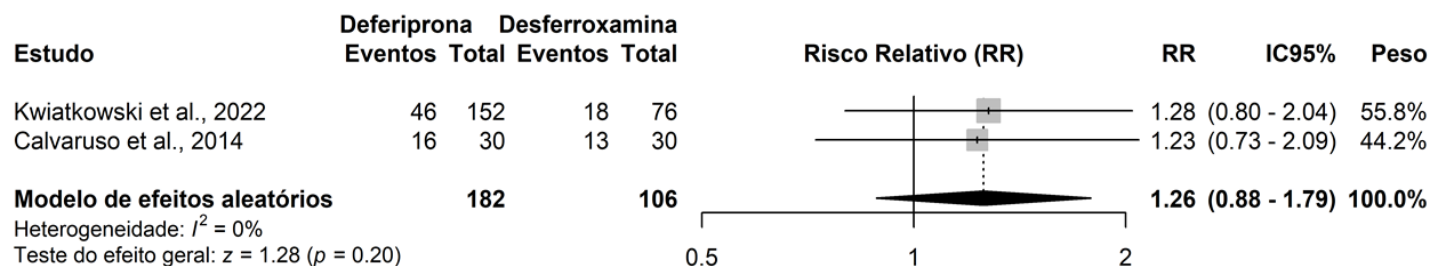 Deferiprona Desferroxamina
Estudo Eventos Total Eventos Total Risco Relativo (RR) RR IC95% Peso
Kwiatkowski et al., 2022 46 152 18 76 1.28 (0.80 - 2.04) 55.8%
Calvaruso et al., 2014 16 30 13 30 1.23 (0.73 - 2.09) 44.2%
Modelo de efeitos aleatórios 182 106 1.26 (0.88 - 1.79) 100.0%
Heterogeneidade: I² = 0%
Teste do efeito geral: z = 1.28 (p = 0.20)
0.5 1 2